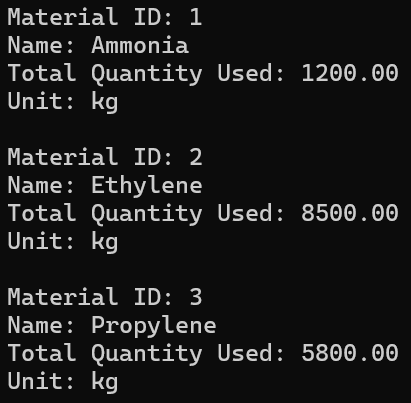 Material ID: 1
Name: Ammonia
Total Quantity Used: 1200.00
Unit: kg

Material ID: 2
Name: Ethylene
Total Quantity Used: 8500.00
Unit: kg

Material ID: 3
Name: Propylene
Total Quantity Used: 5800.00
Unit: kg